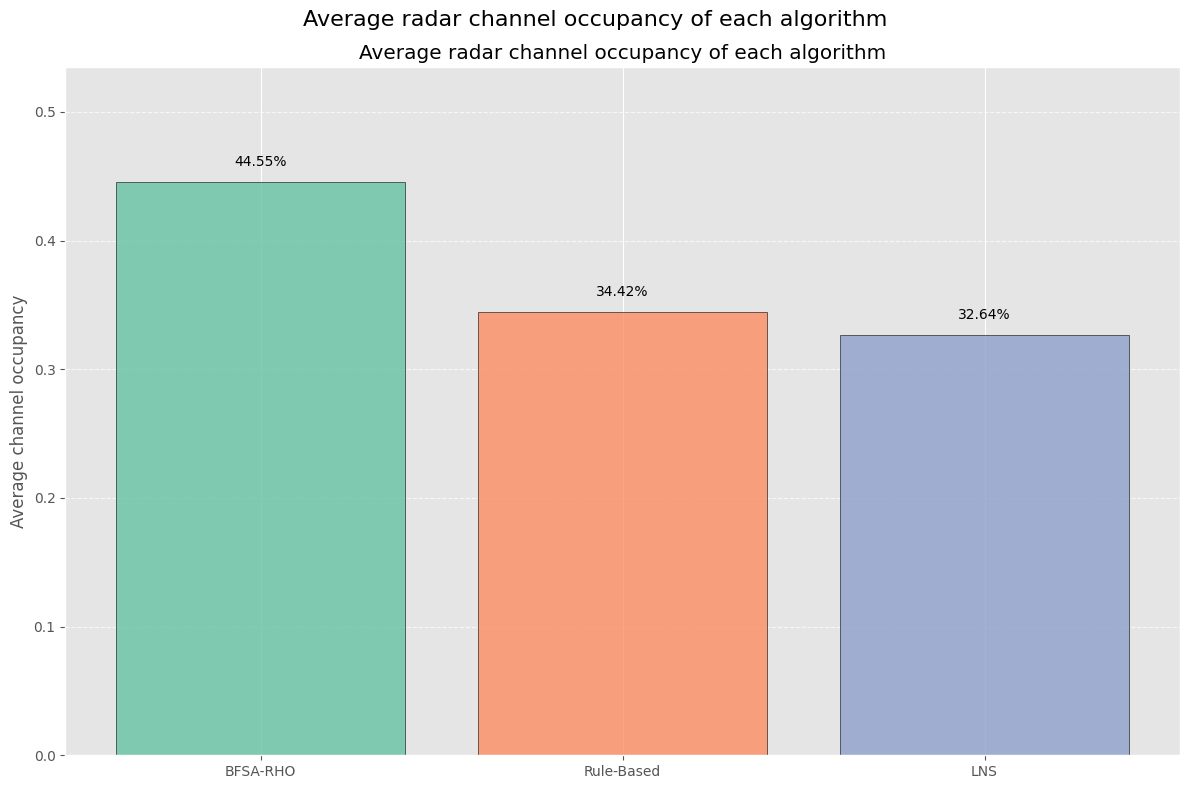 Average radar channel occupancy of each algorithm
Average radar channel occupancy of each algorithm
Average channel occupancy
0.5
0.4
0.3
0.2
0.1
0.0
44.55%
34.42%
32.64%
BFSA-RHO
Rule-Based
LNS